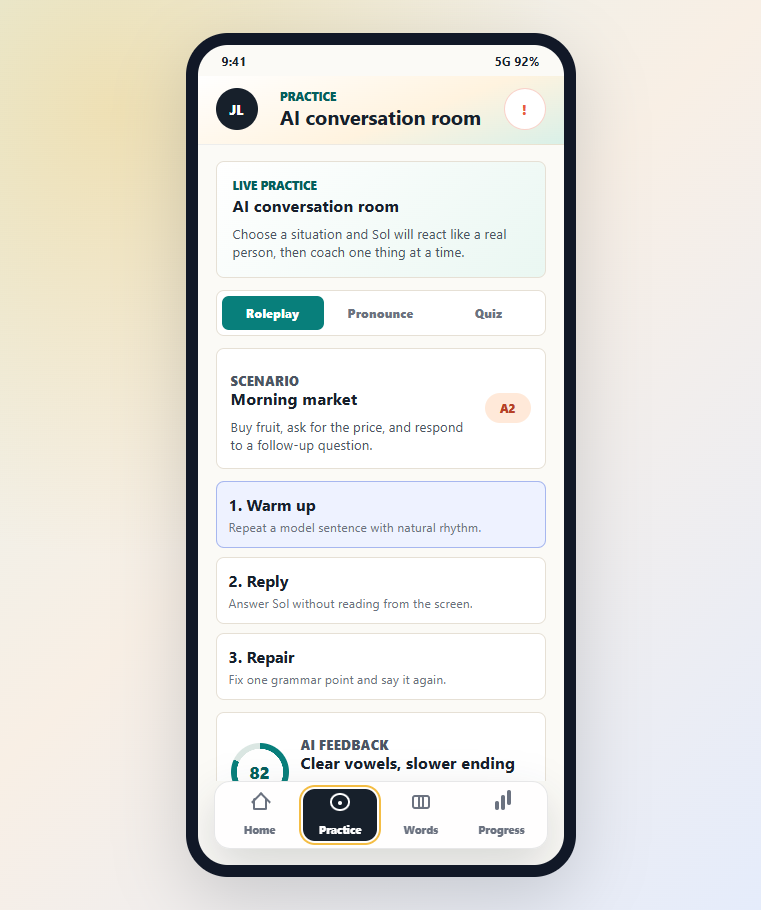 9:41
5G 92%
JL
PRACTICE
AI conversation room
!
LIVE PRACTICE
AI conversation room
Choose a situation and Sol will react like a real
person, then coach one thing at a time.
Roleplay
Pronounce
Quiz
SCENARIO
Morning market
Buy fruit, ask for the price, and respond
to a follow-up question.
A2
1. Warm up
Repeat a model sentence with natural rhythm.
2. Reply
Answer Sol without reading from the screen.
3. Repair
Fix one grammar point and say it again.
82
AI FEEDBACK
Clear vowels, slower ending
Home
Practice
Words
Progress